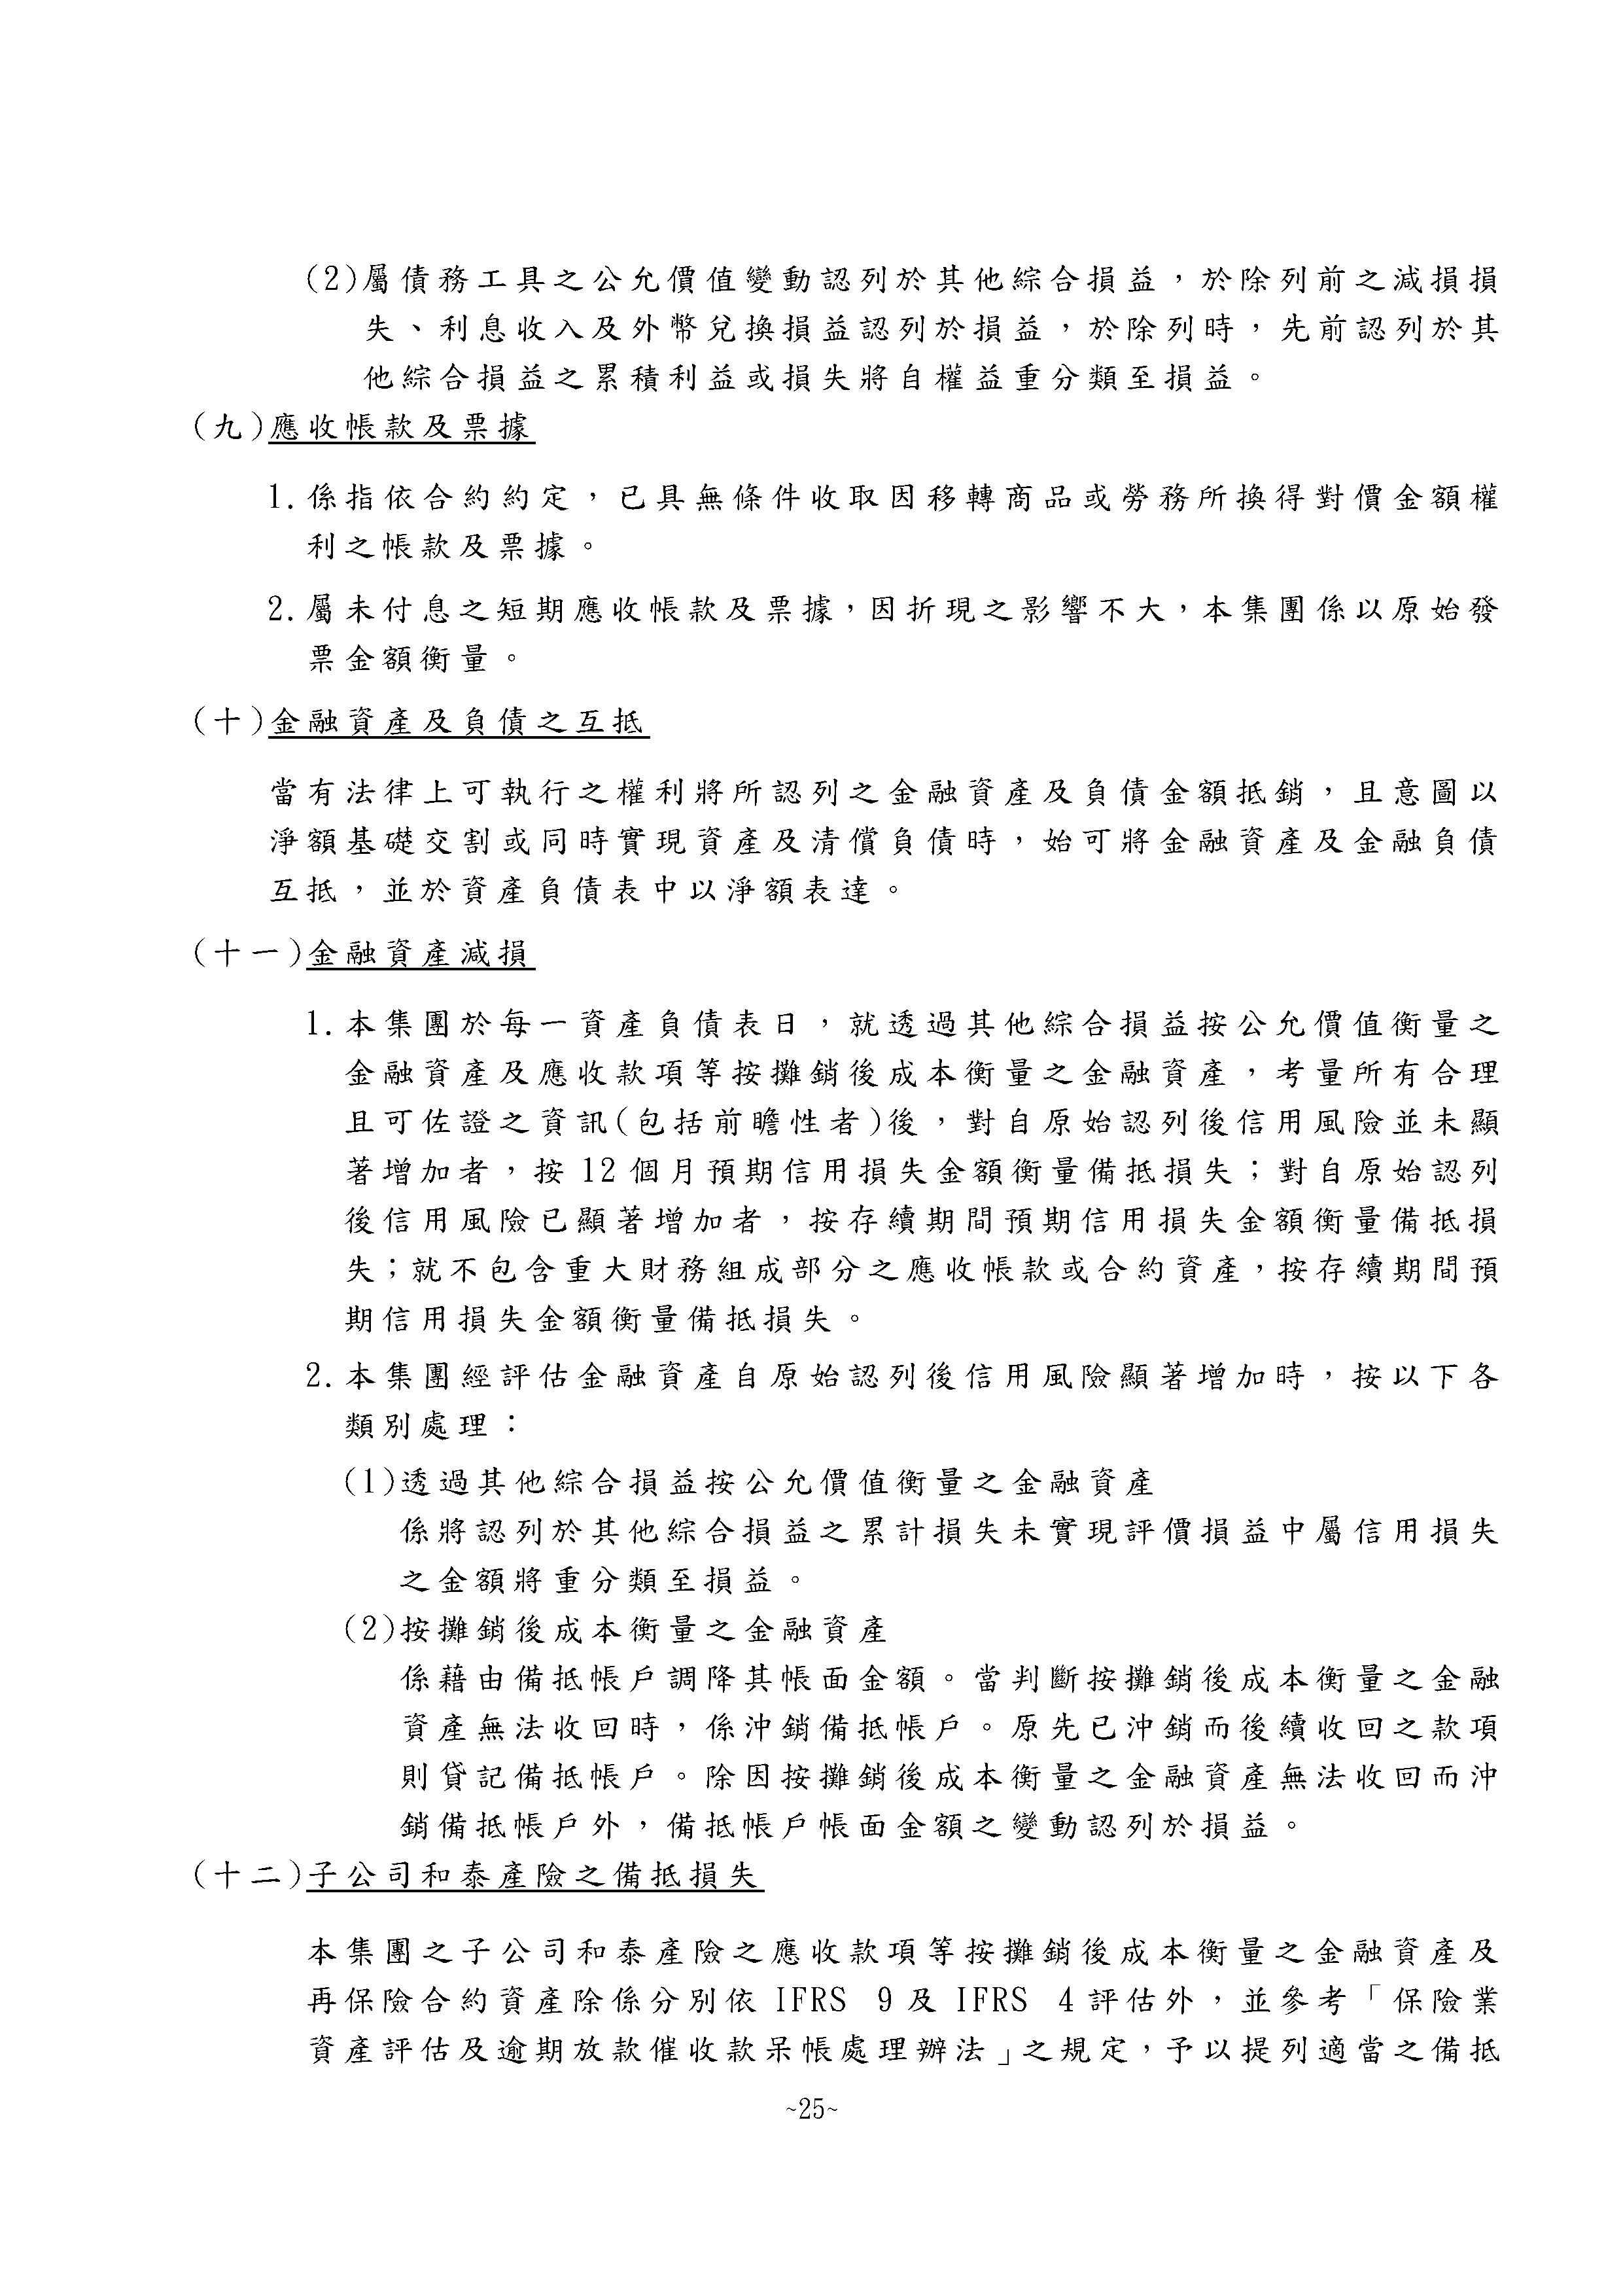 (2)屬債務工具之公允價值變動認列於其他綜合損益，於除列前之減損損
失、利息收入及外幣兌換損益認列於損益，於除列時，先前認列於其
他綜合損益之累積利益或損失將自權益重分類至損益。
(九)應收帳款及票據
1.係指依合約約定，已具無條件收取因移轉商品或勞務所換得對價金額權
利之帳款及票據。
2.屬未付息之短期應收帳款及票據，因折現之影響不大，本集團係以原始發
票金額衡量。
(十)金融資產及負債之互抵
當有法律上可執行之權利將所認列之金融資產及負債金額抵銷，且意圖以
淨額基礎交割或同時實現資產及清償負債時，始可將金融資產及金融負債
互抵，並於資產負債表中以淨額表達。
(十一)金融資產減損
1.本集團於每一資產負債表日，就透過其他綜合損益按公允價值衡量之
金融資產及應收款項等按攤銷後成本衡量之金融資產，考量所有合理
且可佐證之資訊(包括前瞻性者)後，對自原始認列後信用風險並未顯
著增加者，按 12 個月預期信用損失金額衡量備抵損失；對自原始認列
後信用風險已顯著增加者，按存續期間預期信用損失金額衡量備抵損
失；就不包含重大財務組成部分之應收帳款或合約資產，按存續期間預
期信用損失金額衡量備抵損失。
2.本集團經評估金融資產自原始認列後信用風險顯著增加時，按以下各
類別處理：
(1)透過其他綜合損益按公允價值衡量之金融資產
係將認列於其他綜合損益之累計損失未實現評價損益中屬信用損失
之金額將重分類至損益。
(2)按攤銷後成本衡量之金融資產
係藉由備抵帳戶調降其帳面金額。當判斷按攤銷後成本衡量之金融
資產無法收回時，係沖銷備抵帳戶。原先已沖銷而後續收回之款項
則貸記備抵帳戶。除因按攤銷後成本衡量之金融資產無法收回而沖
銷備抵帳戶外，備抵帳戶帳面金額之變動認列於損益。
(十二)子公司和泰產險之備抵損失
本集團之子公司和泰產險之應收款項等按攤銷後成本衡量之金融資產及
再保險合約資產除係分別依 IFRS 9 及 IFRS 4 評估外，並參考「保險業
資產評估及逾期放款催收款呆帳處理辦法」之規定，予以提列適當之備抵
~25~